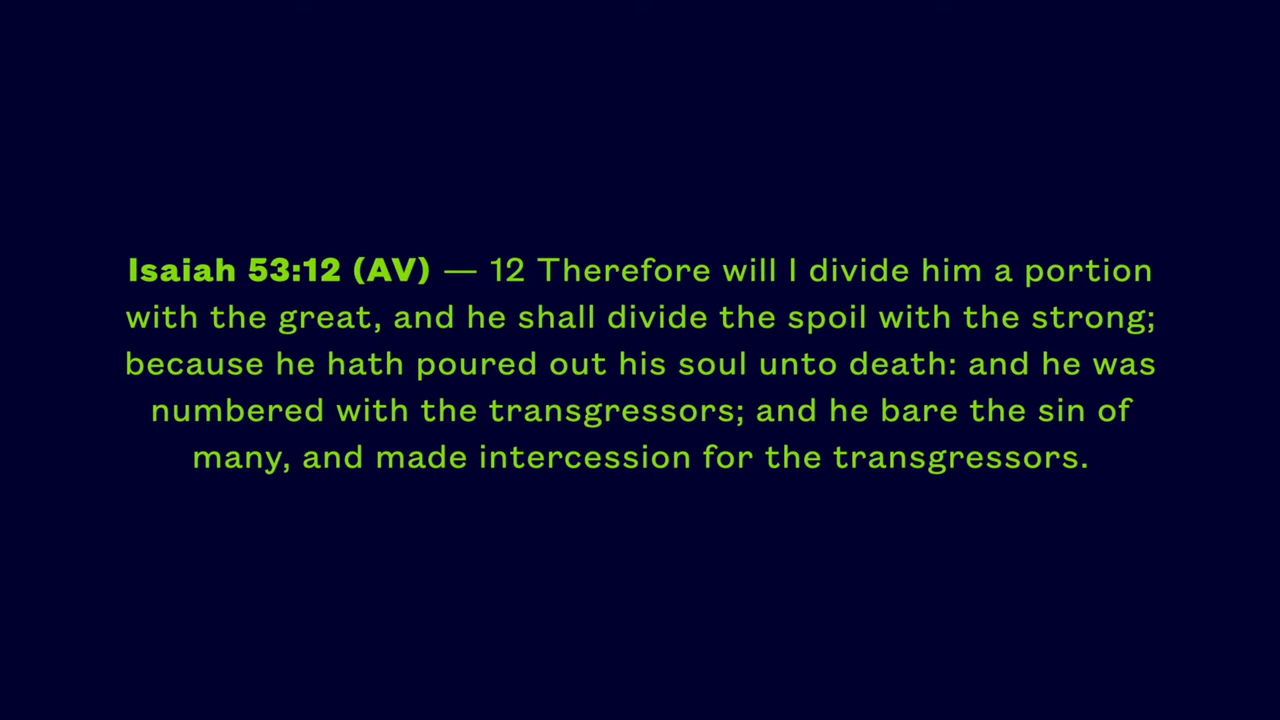 Isaiah 53:12 (AV) — 12 Therefore will I divide him a portion
with the great, and he shall divide the spoil with the strong;
because he hath poured out his soul unto death: and he was
numbered with the transgressors; and he bare the sin of
many, and made intercession for the transgressors.